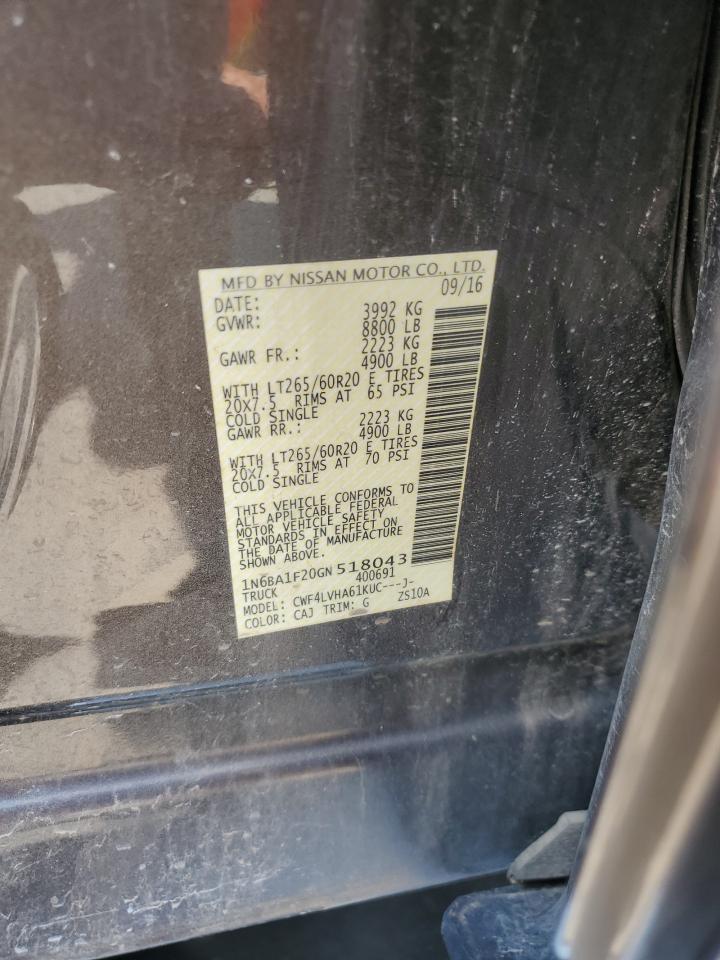 MFD BY NISSAN MOTOR CO., LTD.
DATE: 09/16
GVWR: 3992 KG
8800 LB
GAWR FR.: 2223 KG
4900 LB
WITH LT265/60R20 E TIRES
20X7.5 RIMS AT 65 PSI
COLD SINGLE
GAWR RR.: 2223 KG
4900 LB
WITH LT265/60R20 E TIRES
20X7.5 RIMS AT 70 PSI
COLD SINGLE
THIS VEHICLE CONFORMS TO
ALL APPLICABLE FEDERAL
MOTOR VEHICLE SAFETY
STANDARDS IN EFFECT ON
THE DATE OF MANUFACTURE
SHOWN ABOVE.
1N6BA1F20GN518043
TRUCK 400691
MODEL: CWF4LVHA61KUC---J-
COLOR: CAJ TRIM: G ZS10A